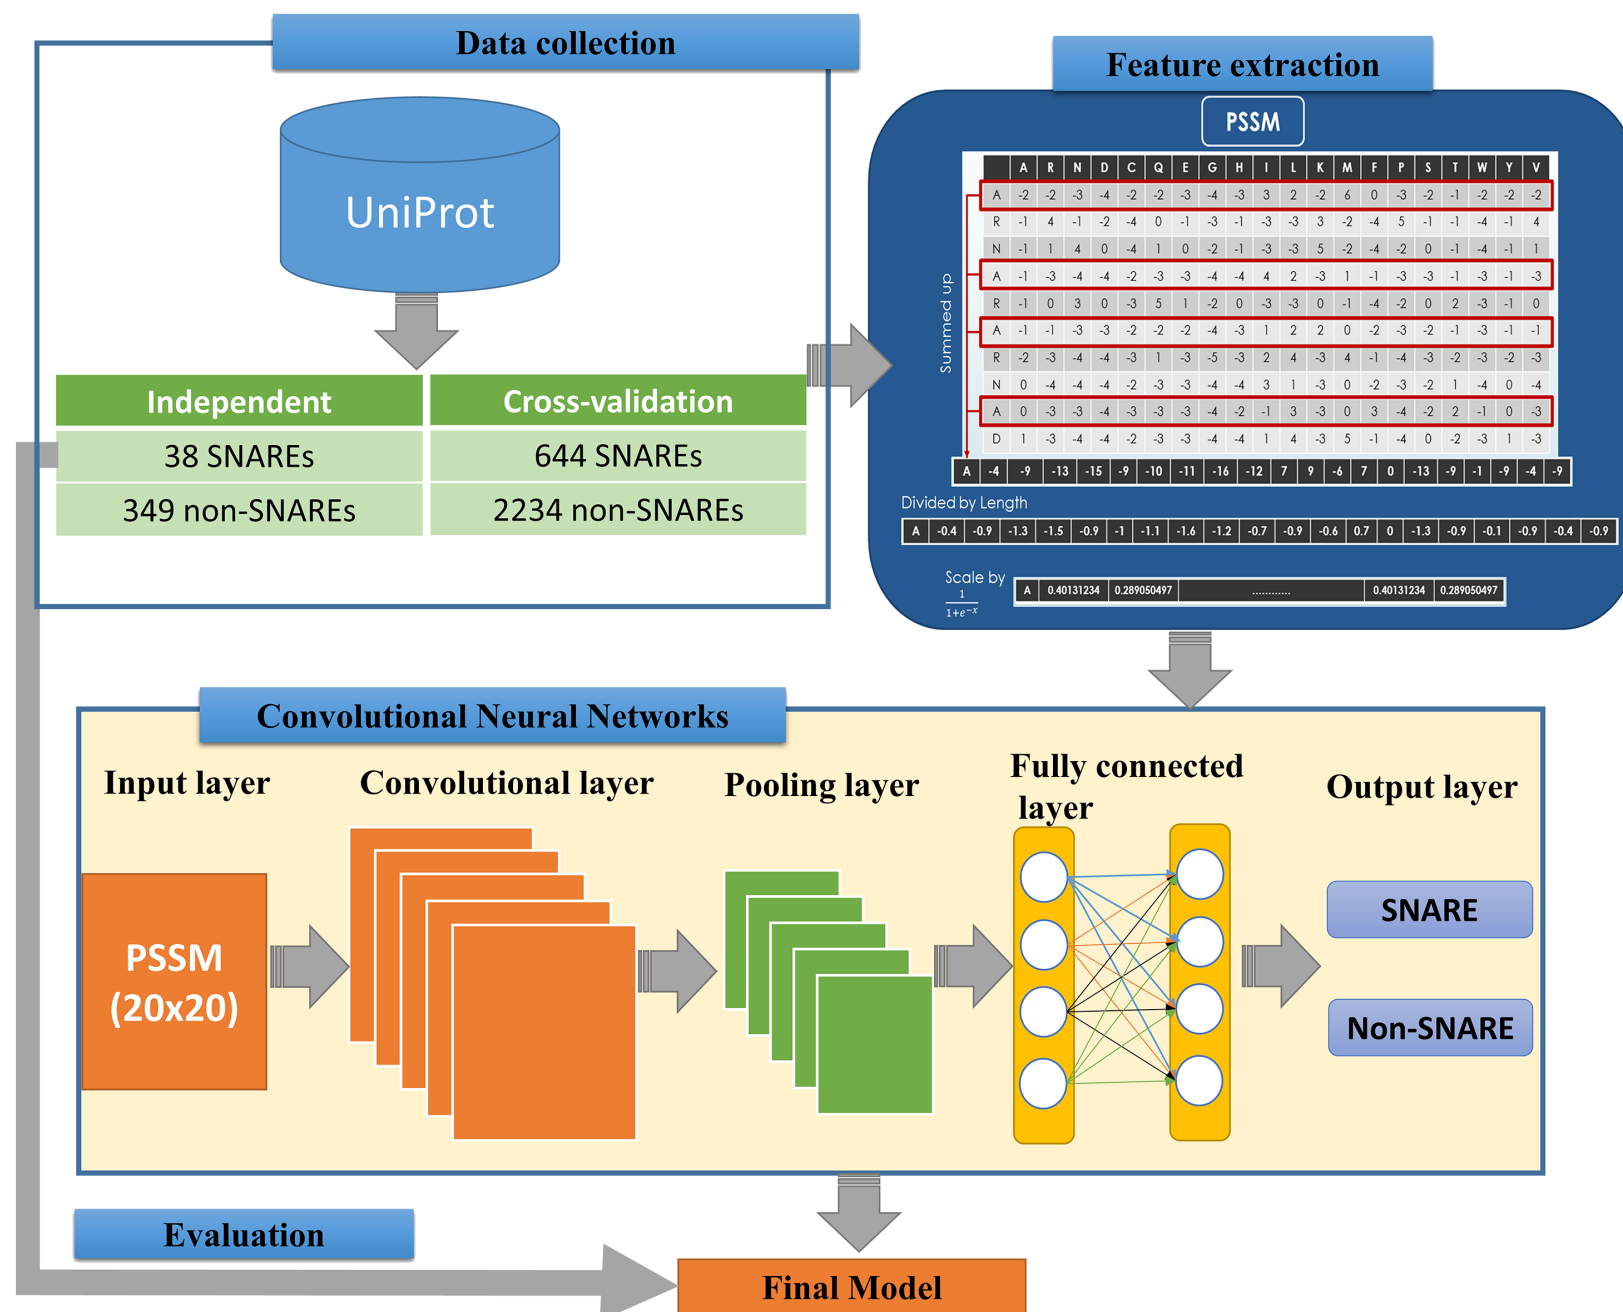 Data collection
UniProt
Independent Cross-validation
38 SNAREs 644 SNAREs
349 non-SNAREs 2234 non-SNAREs
Feature extraction
PSSM
A R N D C Q E G H I L K M F P S T W Y V
A -2 -2 -3 -4 -2 -2 -3 -4 -3 3 2 -2 6 0 -3 -2 -1 -2 -2 -2
R -1 4 -1 -2 -4 0 -1 -3 -1 -3 -3 3 -2 -4 5 -1 -1 -4 -1 4
N -1 1 4 0 -4 1 0 -2 -1 -3 -3 5 -2 -4 -2 0 -1 -4 -1 1
A -1 -3 -4 -4 -2 -3 -3 -4 -4 4 2 -3 1 -1 -3 -3 -1 -3 -1 -3
R -1 0 3 0 -3 5 1 -2 0 -3 -3 0 -1 -4 -2 0 2 -3 -1 0
A -1 -1 -3 -3 -2 -2 -2 -4 -3 1 2 2 0 -2 -3 -2 -1 -3 -1 -1
R -2 -3 -4 -4 -3 1 -3 -5 -3 2 4 -3 4 -1 -4 -3 -2 -3 -2 -3
N 0 -4 -4 -4 -2 -3 -3 -4 -4 3 1 -3 0 -2 -3 -2 1 -4 0 -4
A 0 -3 -3 -4 -3 -3 -3 -4 -2 -1 3 -3 0 3 -4 -2 2 -1 0 -3
D 1 -3 -4 -4 -2 -3 -3 -4 -4 1 4 -3 5 -1 -4 0 -2 -3 1 -3
Summed up
A -4 -9 -13 -15 -9 -10 -11 -16 -12 7 9 -6 7 0 -13 -9 -1 -9 -4 -9
Divided by Length
A -0.4 -0.9 -1.3 -1.5 -0.9 -1 -1.1 -1.6 -1.2 -0.7 -0.9 -0.6 0.7 0 -1.3 -0.9 -0.1 -0.9 -0.4 -0.9
Scale by
1
1+e^-x
A 0.40131234 0.289050497 ............ 0.40131234 0.289050497
Convolutional Neural Networks
Input layer
Convolutional layer
Pooling layer
Fully connected
layer
Output layer
PSSM
(20x20)
SNARE
Non-SNARE
Evaluation
Final Model